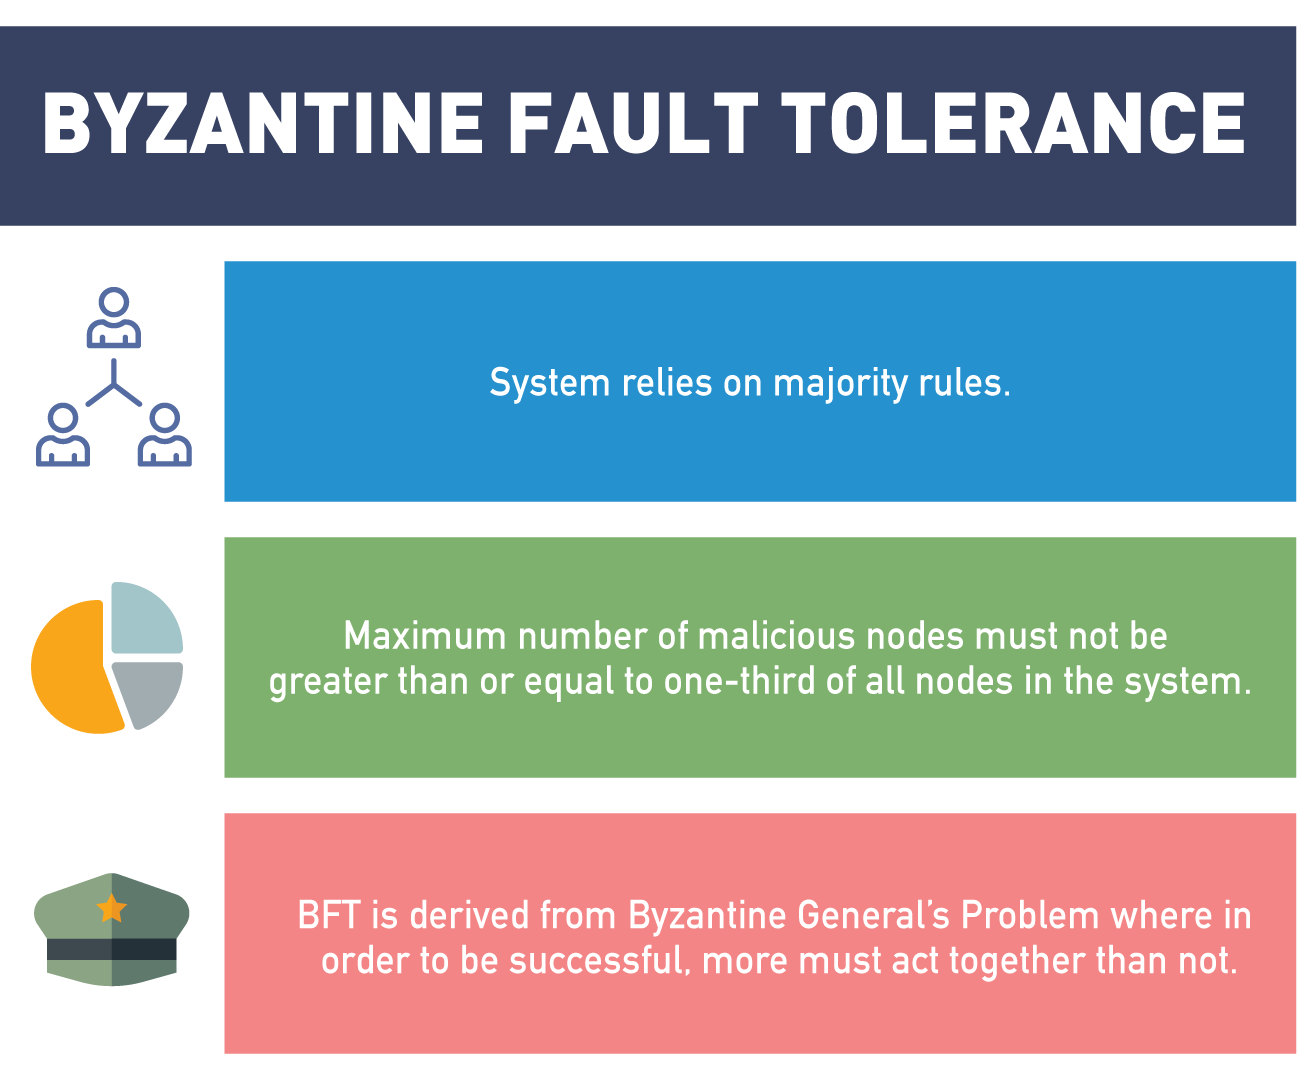 BYZANTINE FAULT TOLERANCE
System relies on majority rules.
Maximum number of malicious nodes must not be
greater than or equal to one-third of all nodes in the system.
BFT is derived from Byzantine General’s Problem where in
order to be successful, more must act together than not.